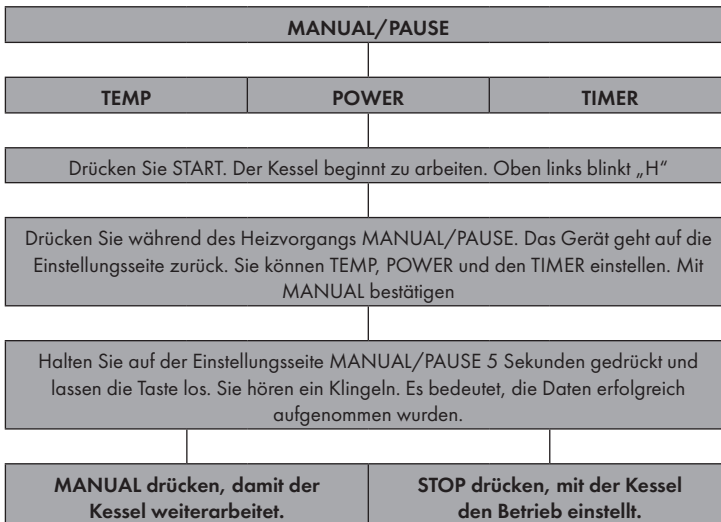 MANUAL/PAUSE
TEMP
POWER
TIMER
Drücken Sie START. Der Kessel beginnt zu arbeiten. Oben links blinkt „H“
Drücken Sie während des Heizvorgangs MANUAL/PAUSE. Das Gerät geht auf die
Einstellungsseite zurück. Sie können TEMP, POWER und den TIMER einstellen. Mit
MANUAL bestätigen
Halten Sie auf der Einstellungsseite MANUAL/PAUSE 5 Sekunden gedrückt und
lassen die Taste los. Sie hören ein Klingeln. Es bedeutet, die Daten erfolgreich
aufgenommen wurden.
MANUAL drücken, damit der
Kessel weiterarbeitet.
STOP drücken, mit der Kessel
den Betrieb einstellt.